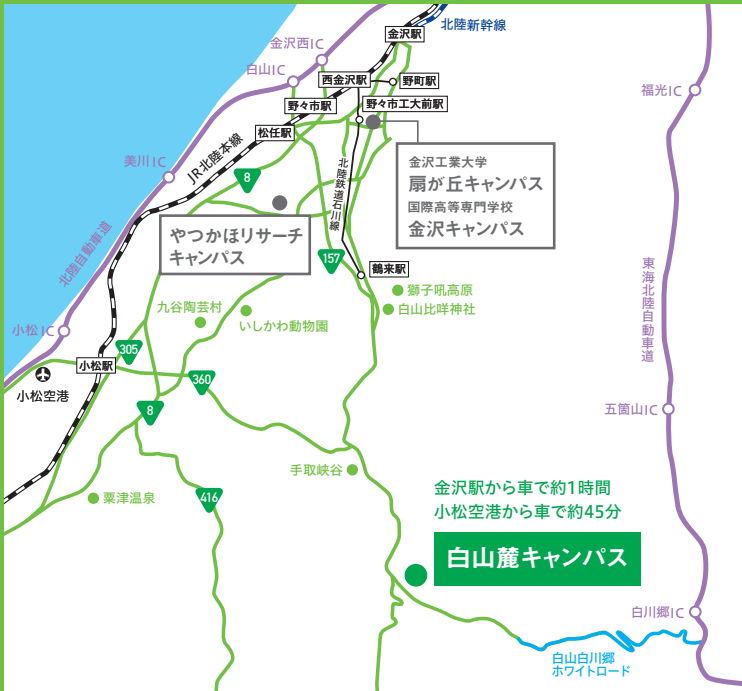 北陸新幹線
金沢駅
金沢西IC
白山IC
西金沢駅
野町駅
福光IC
野々市駅
野々市工大前駅
松任駅
JR北陸本線
美川IC
8
北陸鉄道石川線
金沢工業大学
扇が丘キャンパス
国際高等専門学校
金沢キャンパス
やつかほリサーチ
キャンパス
北陸自動車道
157
鶴来駅
東海北陸自動車道
獅子吼高原
白山比咩神社
九谷陶芸村
いしかわ動物園
小松IC
305
小松駅
360
小松空港
8
五箇山IC
手取峡谷
粟津温泉
416
金沢駅から車で約1時間
小松空港から車で約45分
白山麓キャンパス
白川郷IC
白山白川郷
ホワイトロード